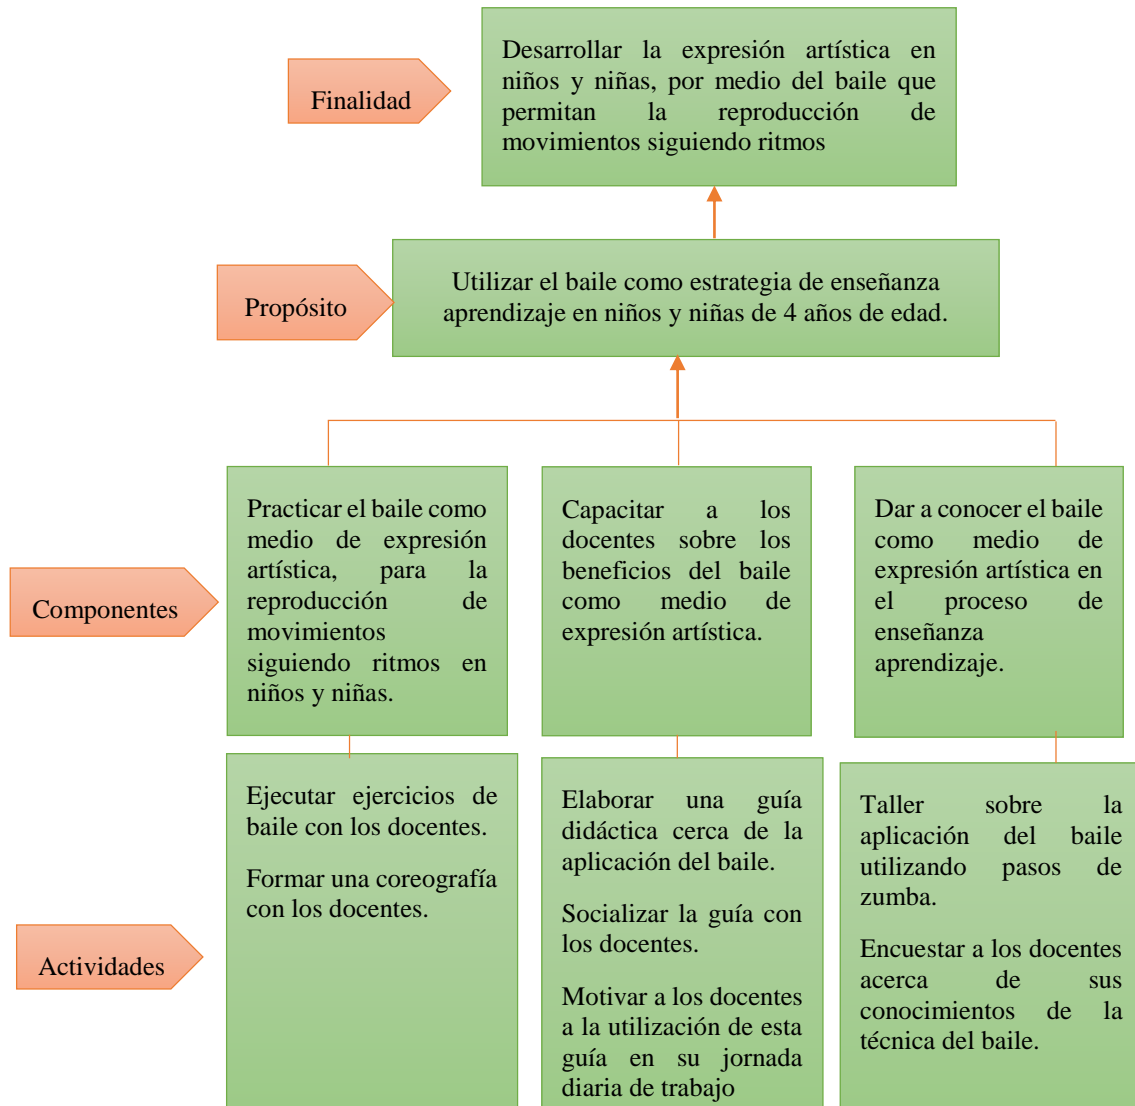 Finalidad
Desarrollar la expresión artística en
niños y niñas, por medio del baile que
permitan la reproducción de
movimientos siguiendo ritmos
Propósito
Utilizar el baile como estrategia de enseñanza
aprendizaje en niños y niñas de 4 años de edad.
Componentes
Practicar el baile como
medio de expresión
artística, para la
reproducción de
movimientos
siguiendo ritmos en
niños y niñas.
Capacitar a los
docentes sobre los
beneficios del baile
como medio de
expresión artística.
Dar a conocer el baile
como medio de
expresión artística en
el proceso de
enseñanza
aprendizaje.
Actividades
Ejecutar ejercicios de
baile con los docentes.
Formar una coreografía
con los docentes.
Elaborar una guía
didáctica cerca de la
aplicación del baile.
Socializar la guía con
los docentes.
Motivar a los docentes
a la utilización de esta
guía en su jornada
diaria de trabajo
Taller sobre la
aplicación del baile
utilizando pasos de
zumba.
Encuestar a los docentes
acerca de sus
conocimientos de la
técnica del baile.